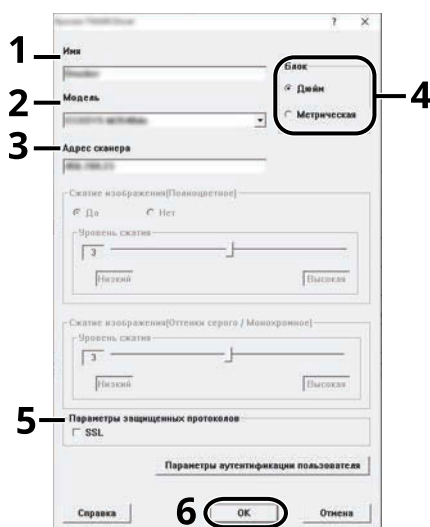 ? ×
1 Имя
Блок
Дюйм
4
2 Модель
Метрическая
3 Адрес сканера
Сжатие изображения(Полноцветное)
Да Нет
Уровень сжатия
3
Низкий Высокая
Сжатие изображения(Оттенки серого / Монохромное)
Уровень сжатия
3
Низкий Высокая
5 Параметры защищенных протоколов
SSL
Параметры аутентификации пользователя
Справка 6 OK Отмена